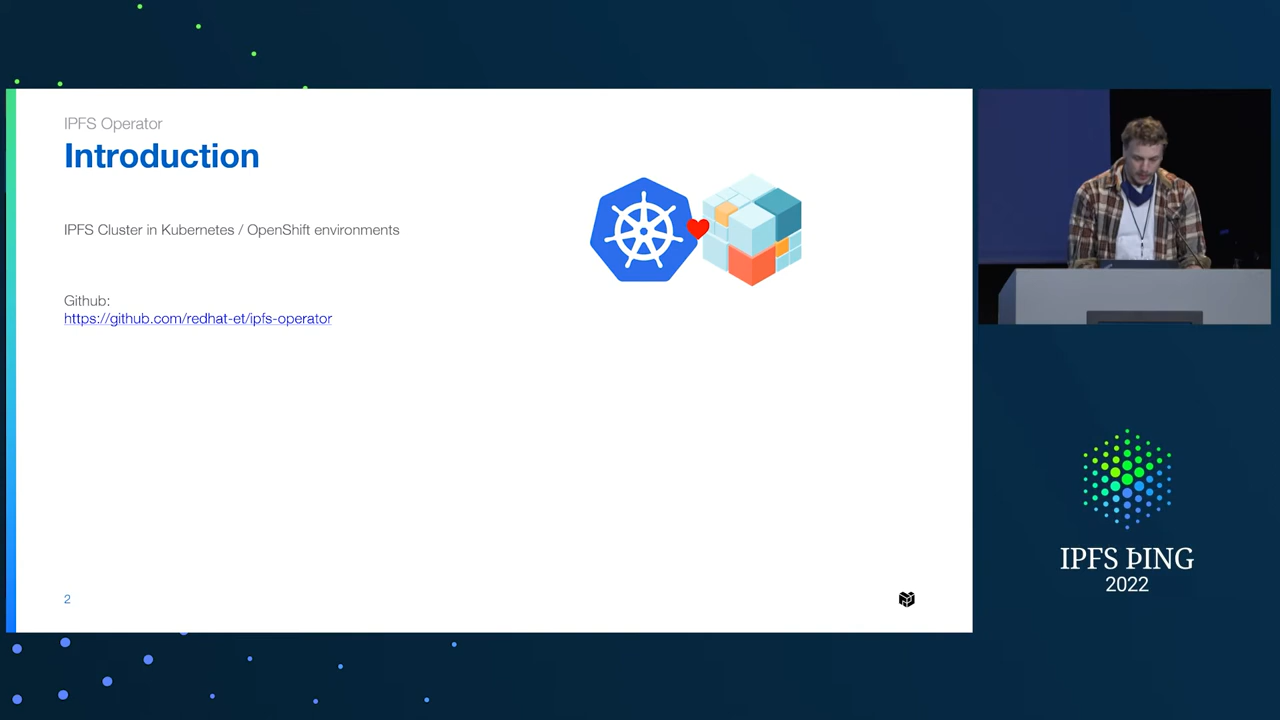 IPFS Operator
Introduction
IPFS Cluster in Kubernetes / OpenShift environments
Github:
https://github.com/redhat-et/ipfs-operator
2
IPFS ÞING
2022